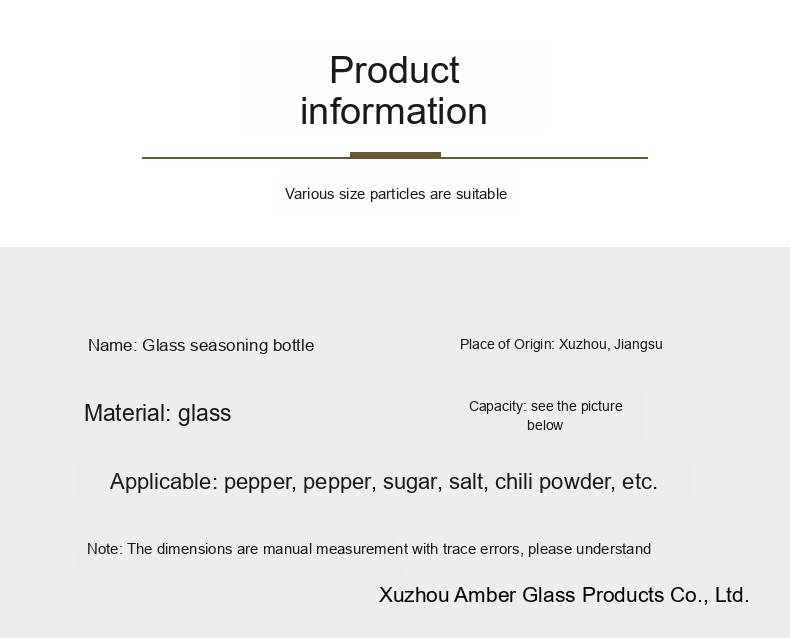 Product
information
Various size particles are suitable
Name: Glass seasoning bottle
Place of Origin: Xuzhou, Jiangsu
Material: glass
Capacity: see the picture
below
Applicable: pepper, pepper, sugar, salt, chili powder, etc.
Note: The dimensions are manual measurement with trace errors, please understand
Xuzhou Amber Glass Products Co., Ltd.